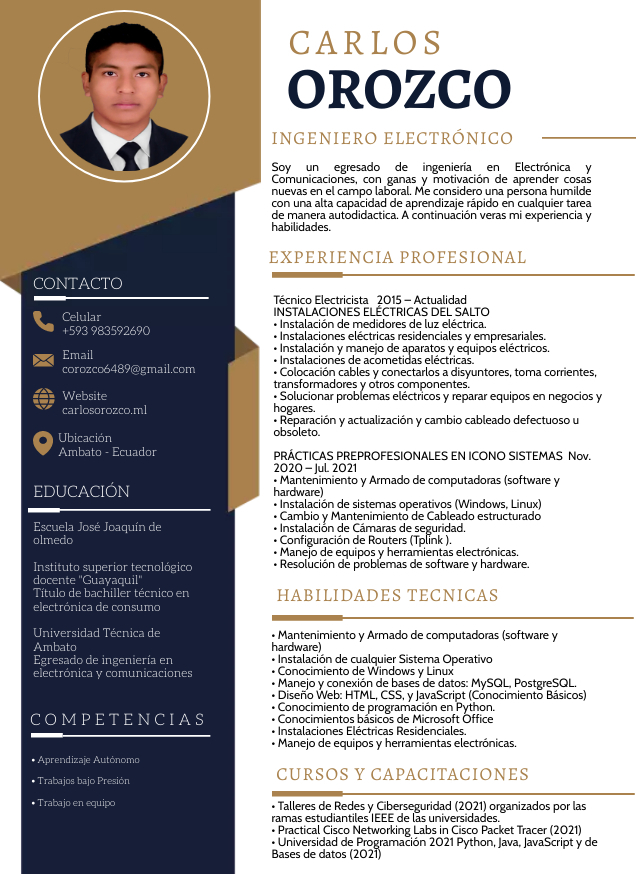 CARLOS
OROZCO
INGENIERO ELECTRÓNICO
Soy un egresado de ingeniería en Electrónica y
Comunicaciones, con ganas y motivación de aprender cosas
nuevas en el campo laboral. Me considero una persona humilde
con una alta capacidad de aprendizaje rápido en cualquier tarea
de manera autodidactica. A continuación veras mi experiencia y
habilidades.
CONTACTO
Celular
+593 983592690
Email
corozco6489@gmail.com
Website
carlosorozco.ml
Ubicación
Ambato - Ecuador
EDUCACIÓN
Escuela José Joaquín de
olmedo
Instituto superior tecnológico
docente "Guayaquil"
Título de bachiller técnico en
electrónica de consumo
Universidad Técnica de
Ambato
Egresado de ingeniería en
electrónica y comunicaciones
COMPETENCIAS
• Aprendizaje Autónomo
• Trabajos bajo Presión
• Trabajo en equipo
EXPERIENCIA PROFESIONAL
Técnico Electricista 2015 – Actualidad
INSTALACIONES ELÉCTRICAS DEL SALTO
• Instalación de medidores de luz eléctrica.
• Instalaciones eléctricas residenciales y empresariales.
• Instalación y manejo de aparatos y equipos eléctricos.
• Instalaciones de acometidas eléctricas.
• Colocación cables y conectarlos a disyuntores, toma corrientes,
transformadores y otros componentes.
• Solucionar problemas eléctricos y reparar equipos en negocios y
hogares.
• Reparación y actualización y cambio cableado defectuoso u
obsoleto.
PRÁCTICAS PREPROFESIONALES EN ICONO SISTEMAS Nov.
2020 – Jul. 2021
• Mantenimiento y Armado de computadoras (software y
hardware)
• Instalación de sistemas operativos (Windows, Linux)
• Cambio y Mantenimiento de Cableado estructurado
• Instalación de Cámaras de seguridad.
• Configuración de Routers (Tplink ).
• Manejo de equipos y herramientas electrónicas.
• Resolución de problemas de software y hardware.
HABILIDADES TECNICAS
• Mantenimiento y Armado de computadoras (software y
hardware)
• Instalación de cualquier Sistema Operativo
• Conocimiento de Windows y Linux
• Manejo y conexión de bases de datos: MySQL, PostgreSQL.
• Diseño Web: HTML, CSS, y JavaScript (Conocimiento Básicos)
• Conocimiento de programación en Python.
• Conocimientos básicos de Microsoft Office
• Instalaciones Eléctricas Residenciales.
• Manejo de equipos y herramientas electrónicas.
CURSOS Y CAPACITACIONES
• Talleres de Redes y Ciberseguridad (2021) organizados por las
ramas estudiantiles IEEE de las universidades.
• Practical Cisco Networking Labs in Cisco Packet Tracer (2021)
• Universidad de Programación 2021 Python, Java, JavaScript y de
Bases de datos (2021)